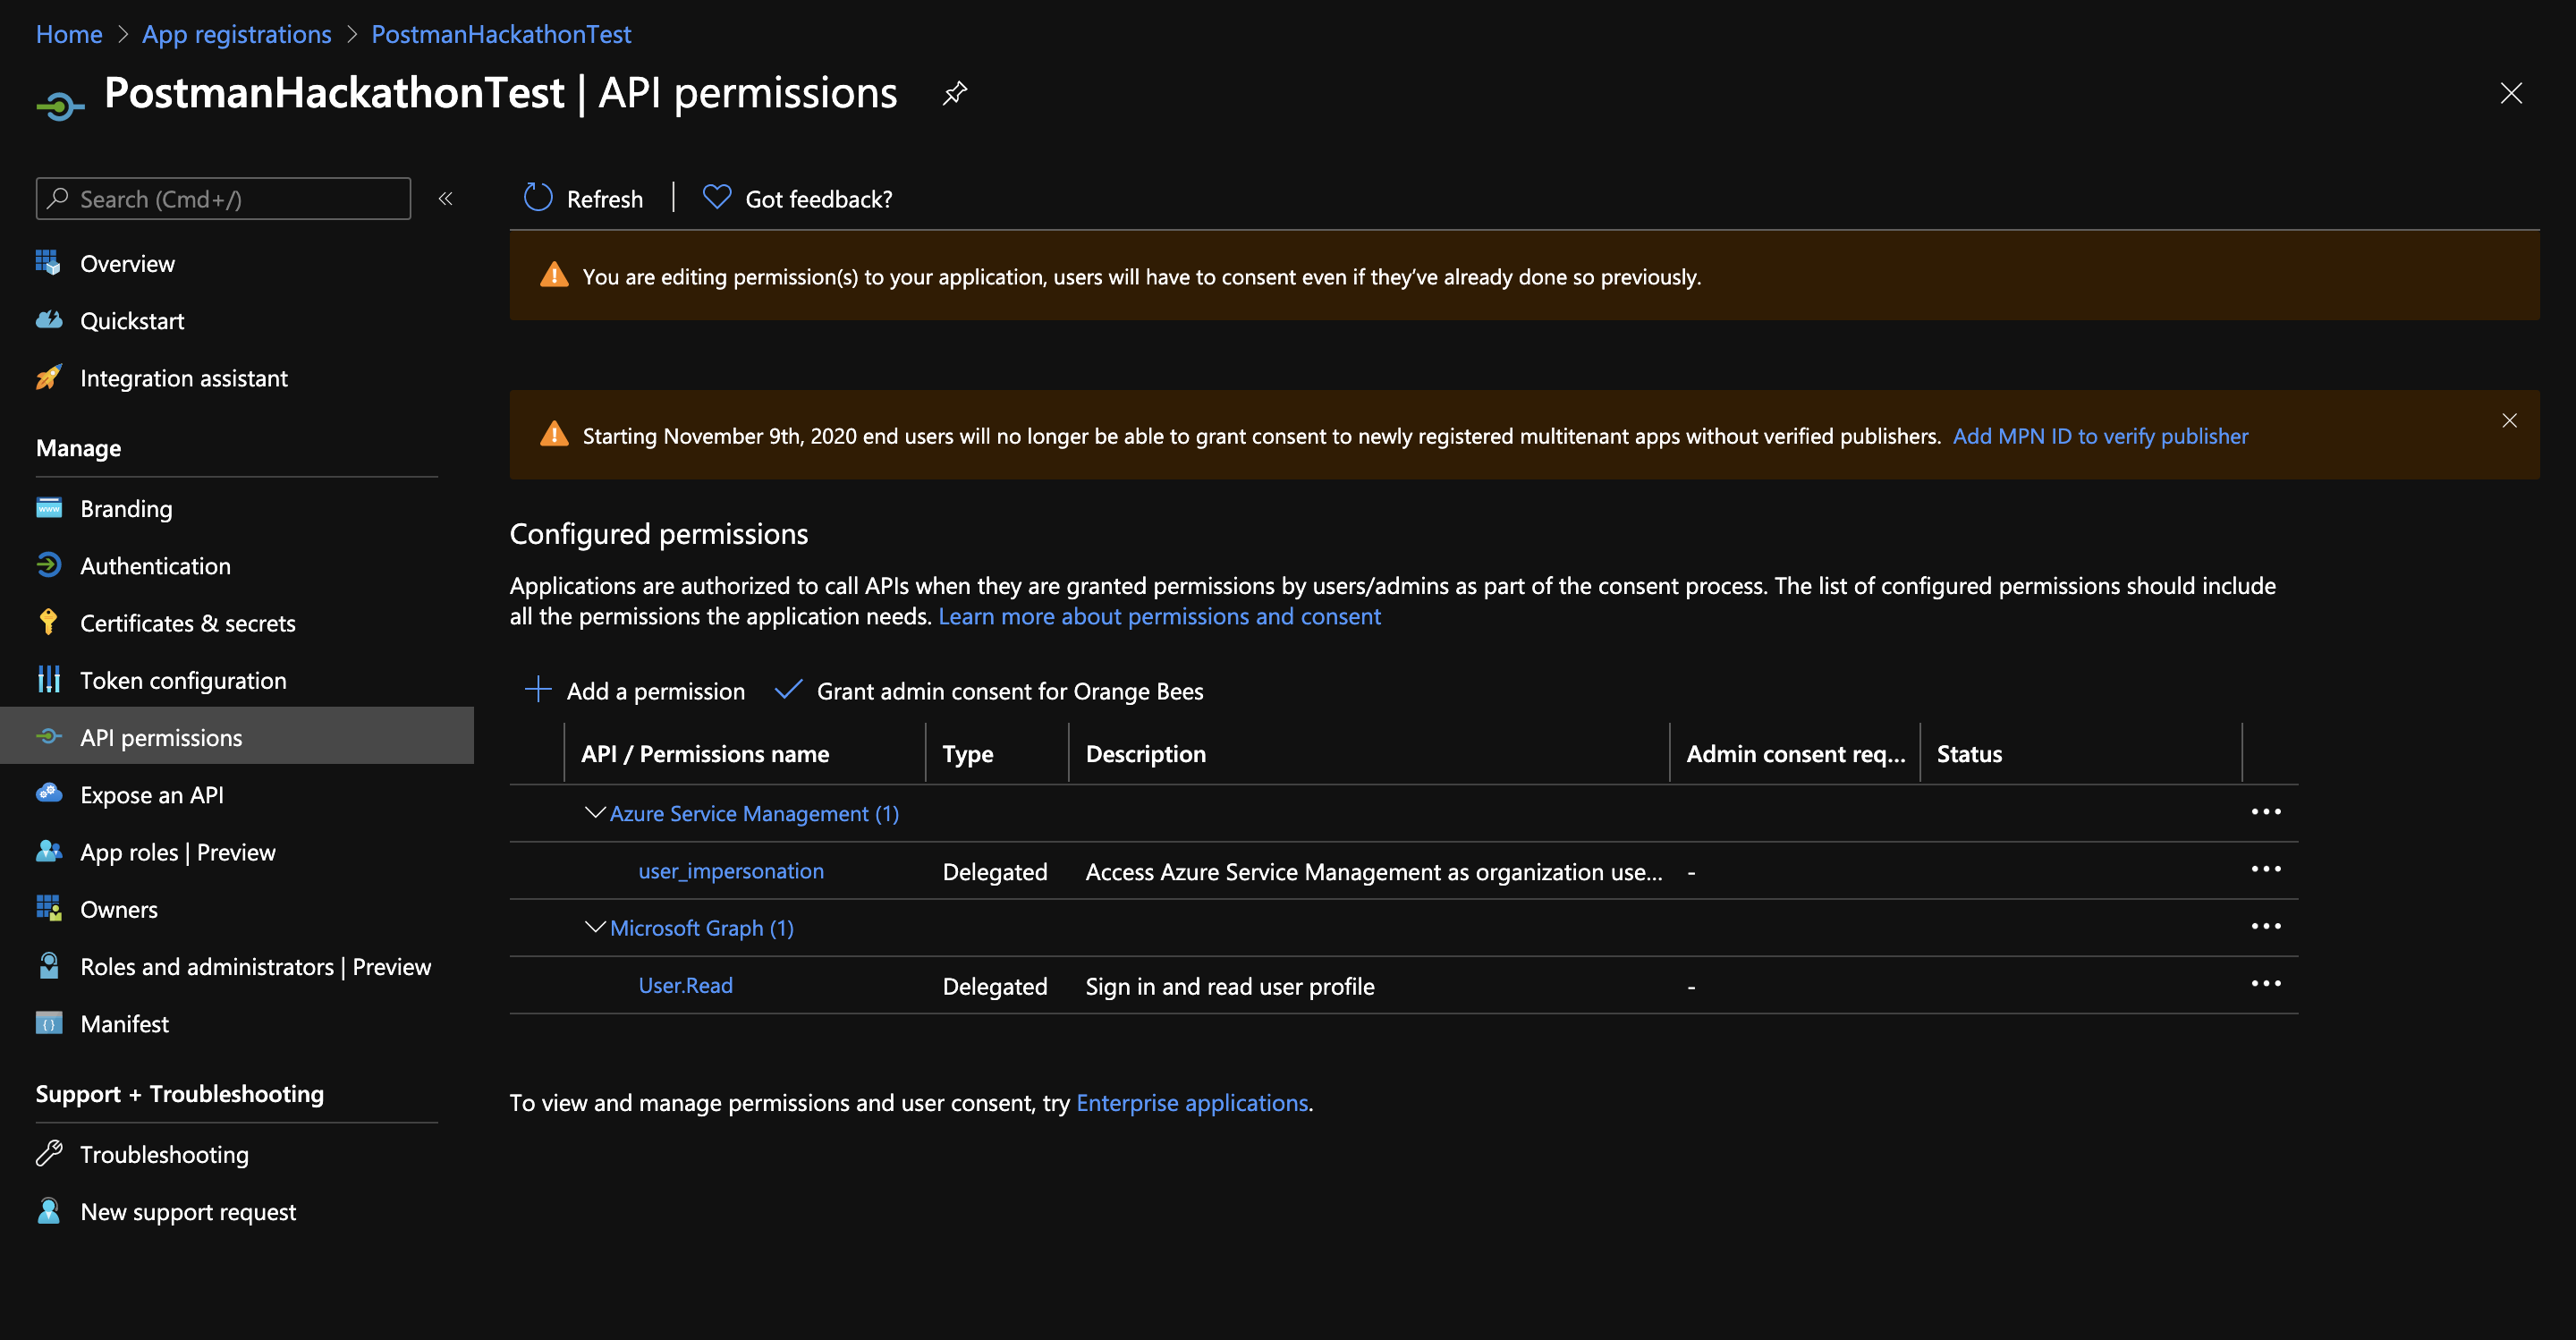 Home > App registrations > PostmanHackathonTest
PostmanHackathonTest | API permissions
Search (Cmd+/)
«
Overview
Quickstart
Integration assistant
Manage
Branding
Authentication
Certificates & secrets
Token configuration
API permissions
Expose an API
App roles | Preview
Owners
Roles and administrators | Preview
Manifest
Support + Troubleshooting
Troubleshooting
New support request
Refresh
Got feedback?
You are editing permission(s) to your application, users will have to consent even if they’ve already done so previously.
Starting November 9th, 2020 end users will no longer be able to grant consent to newly registered multitenant apps without verified publishers. Add MPN ID to verify publisher
Configured permissions
Applications are authorized to call APIs when they are granted permissions by users/admins as part of the consent process. The list of configured permissions should include
all the permissions the application needs. Learn more about permissions and consent
Add a permission
Grant admin consent for Orange Bees
API / Permissions name Type Description Admin consent req... Status
Azure Service Management (1)
user_impersonation Delegated Access Azure Service Management as organization use... -
Microsoft Graph (1)
User.Read Delegated Sign in and read user profile -
To view and manage permissions and user consent, try Enterprise applications.